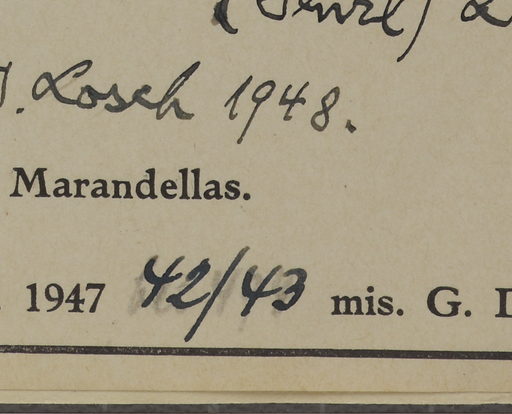 . Losch 1948.
Marandellas.
1947 42/43 mis. G.